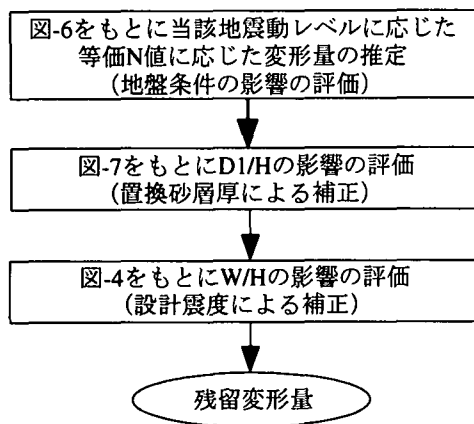 図-6をもとに当該地震動レベルに応じた
等価N値に応じた変形量の推定
(地盤条件の影響の評価)
図-7をもとにD1/Hの影響の評価
(置換砂層厚による補正)
図-4をもとにW/Hの影響の評価
(設計震度による補正)
残留変形量